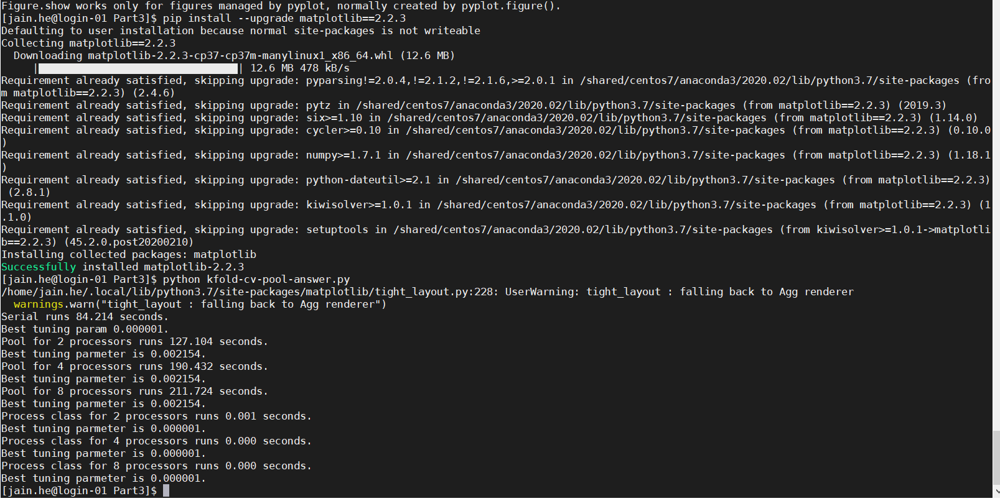 Figure.show works only for figures managed by pyplot, normally created by pyplot.figure().
[jain.he@login-01 Part3]$ pip install --upgrade matplotlib==2.2.3
Defaulting to user installation because normal site-packages is not writeable
Collecting matplotlib==2.2.3
  Downloading matplotlib-2.2.3-cp37-cp37m-manylinux1_x86_64.whl (12.6 MB)
     |                                | 12.6 MB 478 kB/s
Requirement already satisfied, skipping upgrade: pyparsing!=2.0.4,!=2.1.2,!=2.1.6,>=2.0.1 in /shared/centos7/anaconda3/2020.02/lib/python3.7/site-packages (fro
m matplotlib==2.2.3) (2.4.6)
Requirement already satisfied, skipping upgrade: pytz in /shared/centos7/anaconda3/2020.02/lib/python3.7/site-packages (from matplotlib==2.2.3) (2019.3)
Requirement already satisfied, skipping upgrade: six>=1.10 in /shared/centos7/anaconda3/2020.02/lib/python3.7/site-packages (from matplotlib==2.2.3) (1.14.0)
Requirement already satisfied, skipping upgrade: cycler>=0.10 in /shared/centos7/anaconda3/2020.02/lib/python3.7/site-packages (from matplotlib==2.2.3) (0.10.0
)
Requirement already satisfied, skipping upgrade: numpy>=1.7.1 in /shared/centos7/anaconda3/2020.02/lib/python3.7/site-packages (from matplotlib==2.2.3) (1.18.1
)
Requirement already satisfied, skipping upgrade: python-dateutil>=2.1 in /shared/centos7/anaconda3/2020.02/lib/python3.7/site-packages (from matplotlib==2.2.3)
 (2.8.1)
Requirement already satisfied, skipping upgrade: kiwisolver>=1.0.1 in /shared/centos7/anaconda3/2020.02/lib/python3.7/site-packages (from matplotlib==2.2.3) (1
.1.0)
Requirement already satisfied, skipping upgrade: setuptools in /shared/centos7/anaconda3/2020.02/lib/python3.7/site-packages (from kiwisolver>=1.0.1->matplotli
b==2.2.3) (45.2.0.post20200210)
Installing collected packages: matplotlib
Successfully installed matplotlib-2.2.3
[jain.he@login-01 Part3]$ python kfold-cv-pool-answer.py
/home/jain.he/.local/lib/python3.7/site-packages/matplotlib/tight_layout.py:228: UserWarning: tight_layout : falling back to Agg renderer
  warnings.warn("tight_layout : falling back to Agg renderer")
Serial runs 84.214 seconds.
Best tuning param 0.000001.
Pool for 2 processors runs 127.104 seconds.
Best tuning parmeter is 0.002154.
Pool for 4 processors runs 190.432 seconds.
Best tuning parmeter is 0.002154.
Pool for 8 processors runs 211.724 seconds.
Best tuning parmeter is 0.002154.
Process class for 2 processors runs 0.001 seconds.
Best tuning parmeter is 0.000001.
Process class for 4 processors runs 0.000 seconds.
Best tuning parmeter is 0.000001.
Process class for 8 processors runs 0.000 seconds.
Best tuning parmeter is 0.000001.
[jain.he@login-01 Part3]$